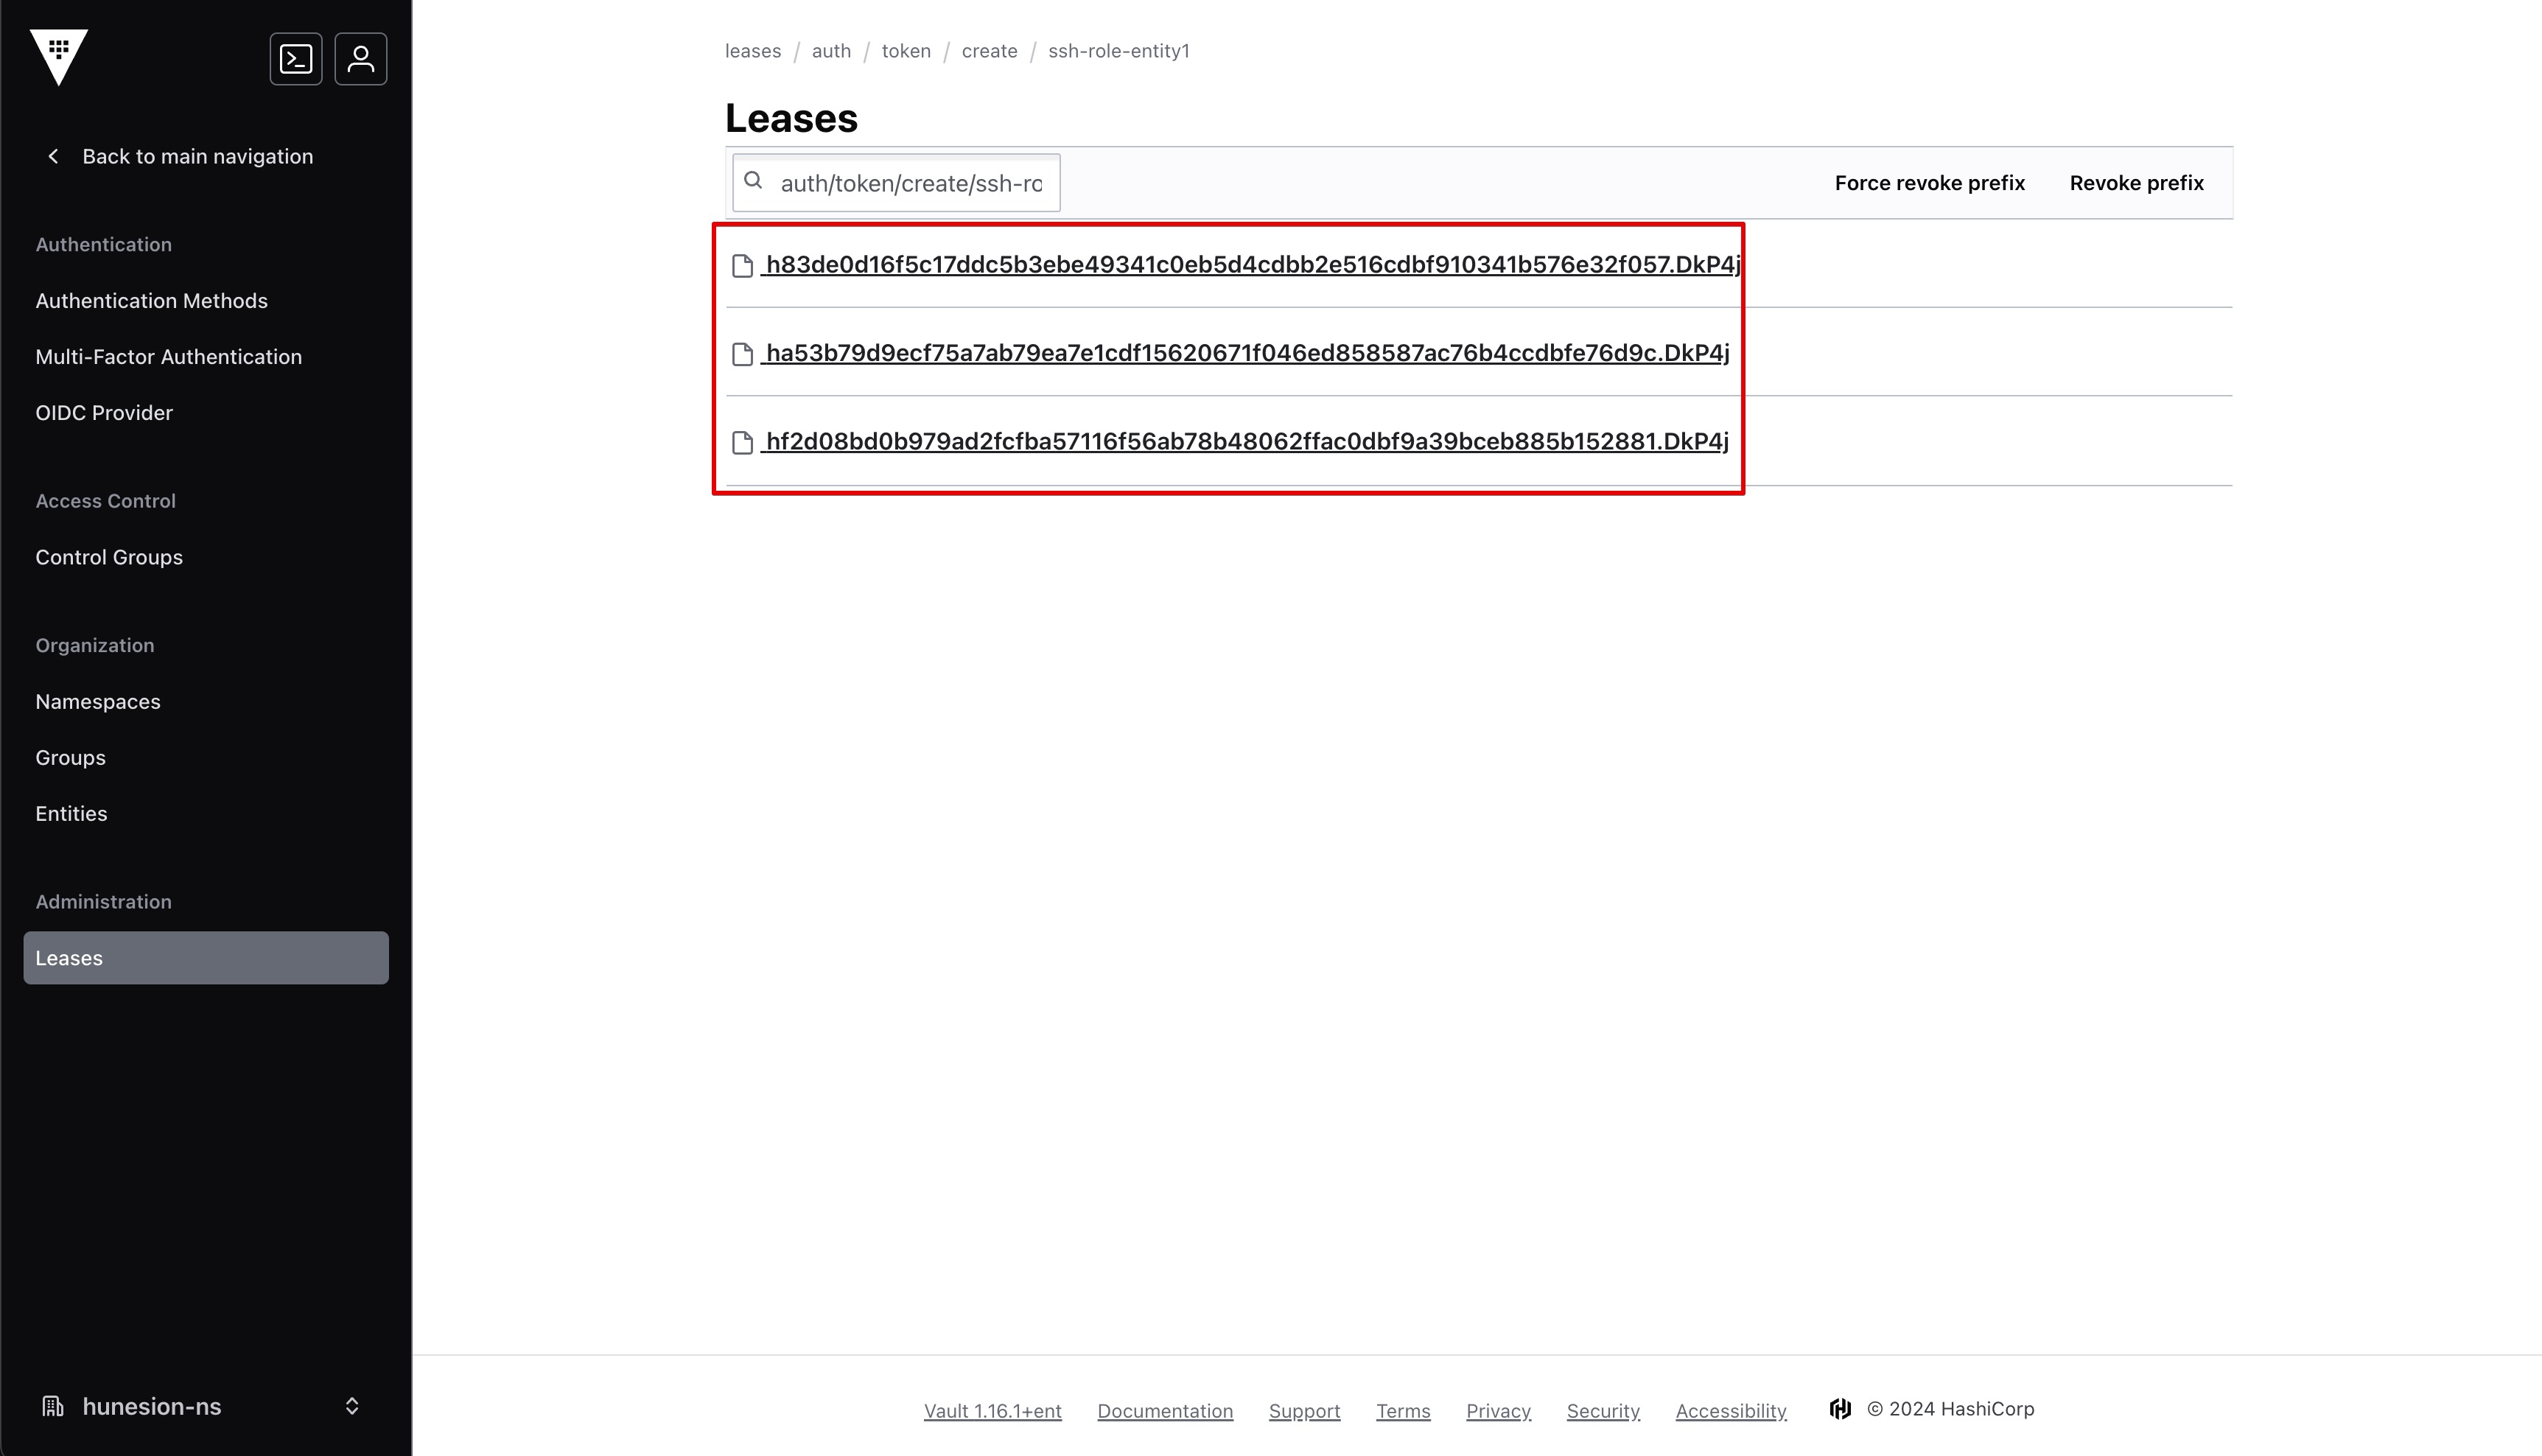 Back to main navigation
Authentication
Authentication Methods
Multi-Factor Authentication
OIDC Provider
Access Control
Control Groups
Organization
Namespaces
Groups
Entities
Administration
Leases
hunesion-ns
leases / auth / token / create / ssh-role-entity1
Leases
auth/token/create/ssh-ro
Force revoke prefix Revoke prefix
h83de0d16f5c17ddc5b3ebe49341c0eb5d4cdbb2e516cdbf910341b576e32f057.DkP4j
ha53b79d9ecf75a7ab79ea7e1cdf15620671f046ed858587ac76b4ccdbfe76d9c.DkP4j
hf2d08bd0b979ad2fcfba57116f56ab78b48062ffac0dbf9a39bceb885b152881.DkP4j
Vault 1.16.1+ent Documentation Support Terms Privacy Security Accessibility © 2024 HashiCorp